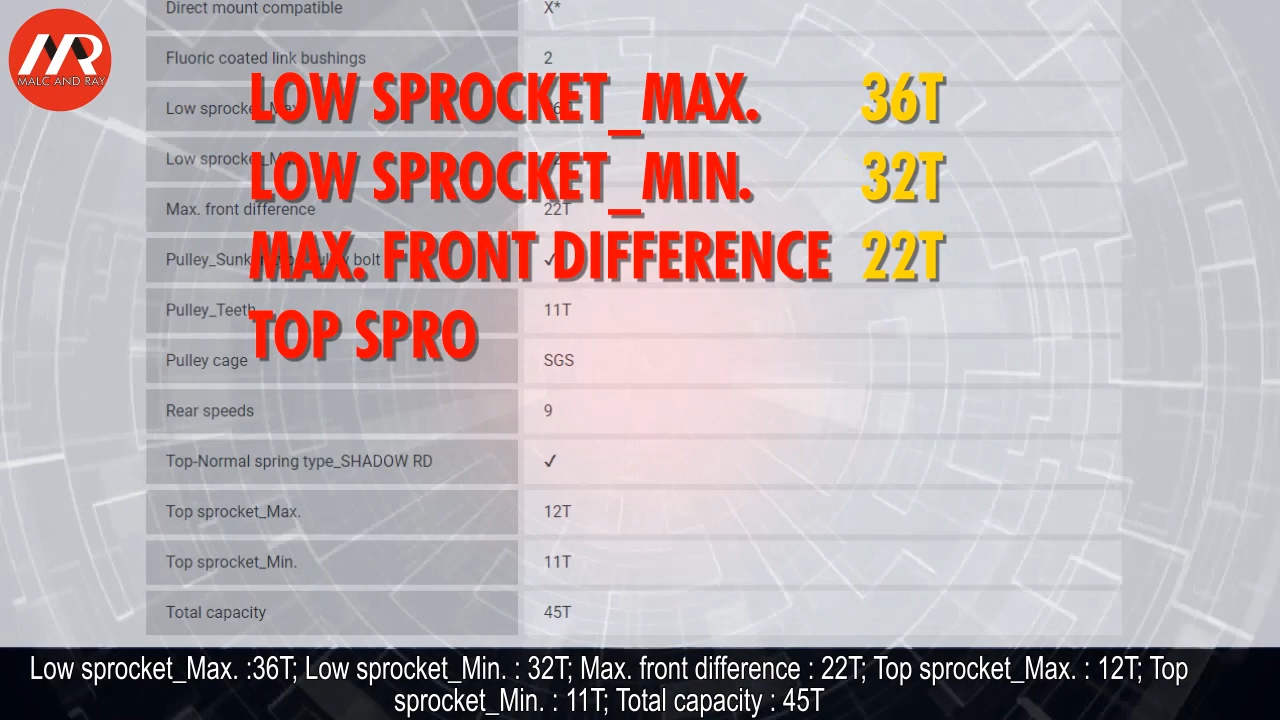 MALC AND RAY
Direct mount compatible X*
Fluoric coated link bushings 2
LOW SPROCKET_MAX. 36T
LOW SPROCKET_MIN. 32T
Max. front difference 22T
MAX. FRONT DIFFERENCE 22T
Pulley_Teeth 11T
TOP SPRO
Pulley cage SGS
Rear speeds 9
Top-Normal spring type_SHADOW RD ✓
Top sprocket_Max. 12T
Top sprocket_Min. 11T
Total capacity 45T
Low sprocket_Max. :36T; Low sprocket_Min. : 32T; Max. front difference : 22T; Top sprocket_Max. : 12T; Top
sprocket_Min. : 11T; Total capacity : 45T